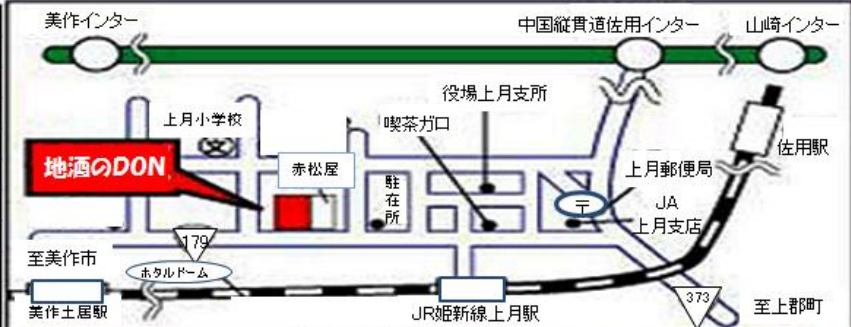 美作インター
中国縦貫道佐用インター
山崎インター
役場上月支所
上月小学校
喫茶ガロ
佐用駅
地酒のDON
赤松屋
上月郵便局
駐在所
〒
JA
上月支店
179
至美作市
ホタルドーム
373
至上郡町
美作土居駅
JR姫新線上月駅